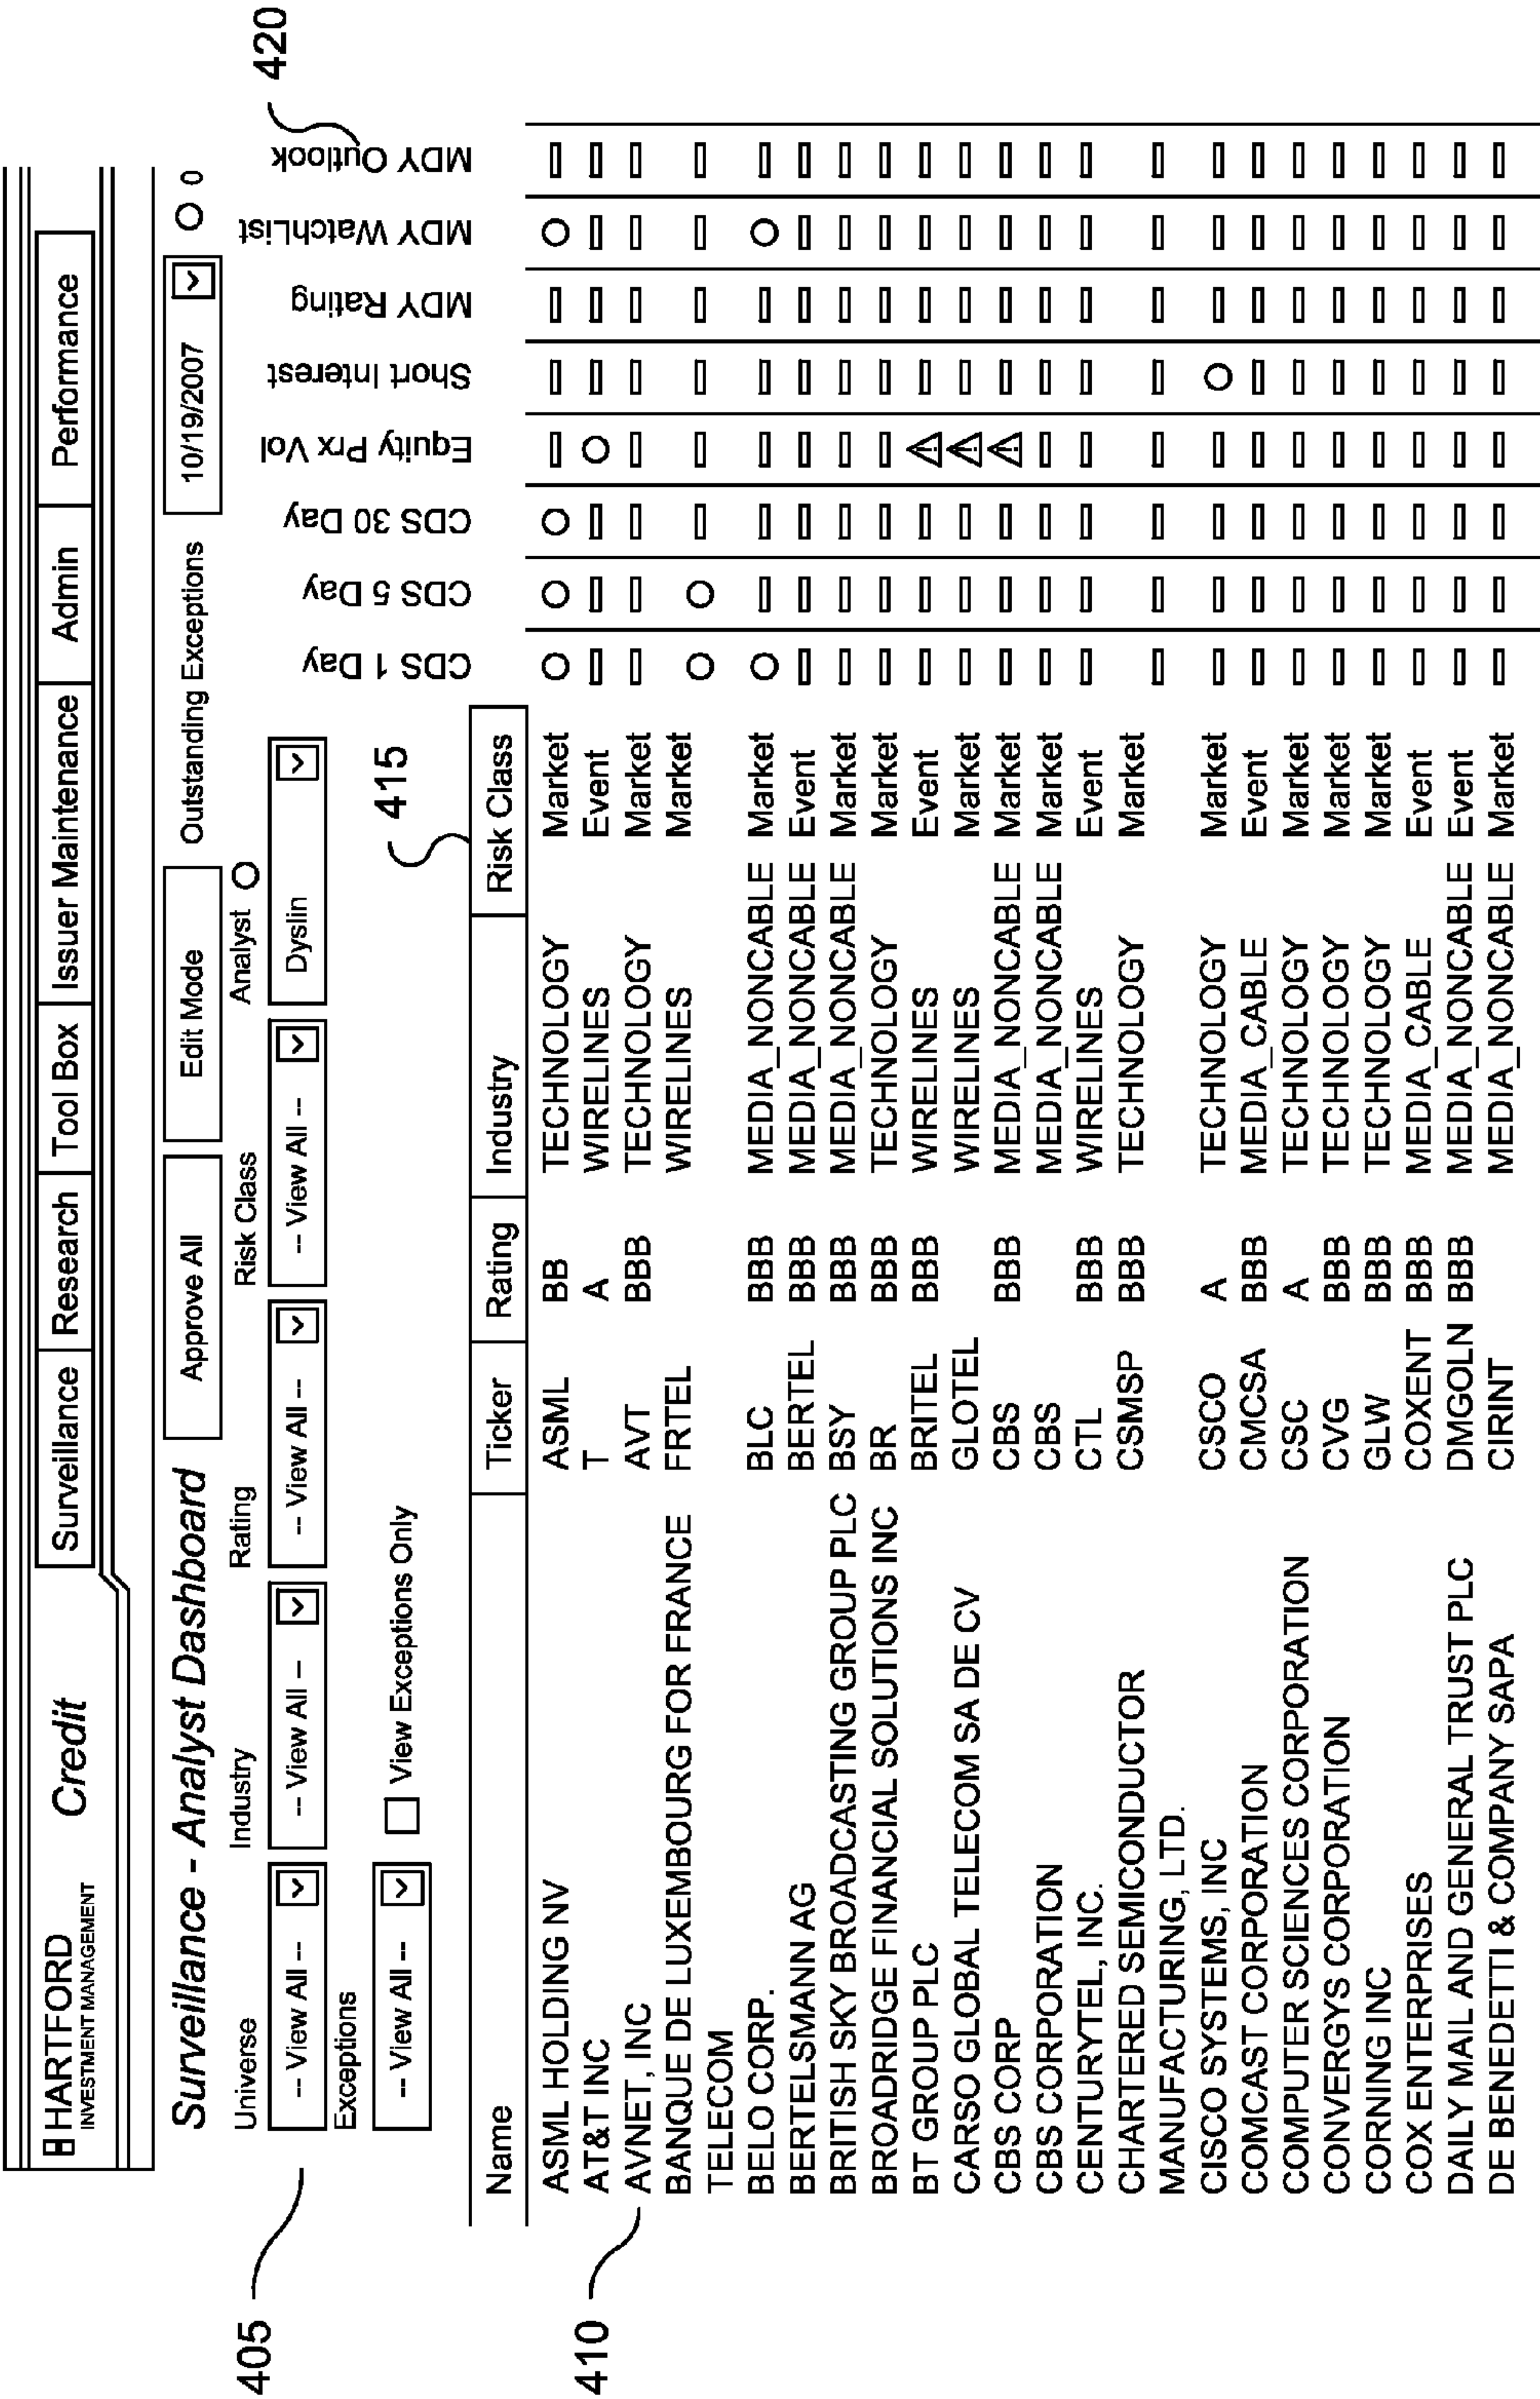 HARTFORD
INVESTMENT MANAGEMENT
Credit
Surveillance Research Tool Box Issuer Maintenance Admin Performance
Surveillance - Analyst Dashboard
Approve All Edit Mode Outstanding Exceptions 10/19/2007 0
Universe Industry Rating Risk Class Analyst
-- View All -- -- View All -- -- View All -- -- View All -- Dyslin
Exceptions
-- View All -- View Exceptions Only
405
410
415
420
Name Ticker Rating Industry Risk Class CDS 1 Day CDS 5 Day CDS 30 Day Equity Prx Vol Short Interest MDY Rating MDY WatchList MDY Outlook
ASML HOLDING NV ASML BB TECHNOLOGY Market
AT&T INC T A WIRELINES Event
AVNET, INC AVT BBB TECHNOLOGY Market
BANQUE DE LUXEMBOURG FOR FRANCE FRTEL WIRELINES Market
TELECOM
BELO CORP. BLC BBB MEDIA_NONCABLE Market
BERTELSMANN AG BERTEL BBB MEDIA_NONCABLE Event
BRITISH SKY BROADCASTING GROUP PLC BSY BBB MEDIA_NONCABLE Market
BROADRIDGE FINANCIAL SOLUTIONS INC BR BBB TECHNOLOGY Market
BT GROUP PLC BRITEL BBB WIRELINES Event
CARSO GLOBAL TELECOM SA DE CV GLOTEL WIRELINES Market
CBS CORP CBS BBB MEDIA_NONCABLE Market
CBS CORPORATION CBS MEDIA_NONCABLE Market
CENTURYTEL, INC. CTL BBB WIRELINES Event
CHARTERED SEMICONDUCTOR CSMSP BBB TECHNOLOGY Market
MANUFACTURING, LTD.
CISCO SYSTEMS, INC CSCO A TECHNOLOGY Market
COMCAST CORPORATION CMCSA BBB MEDIA_CABLE Event
COMPUTER SCIENCES CORPORATION CSC A TECHNOLOGY Market
CONVERGYS CORPORATION CVG BBB TECHNOLOGY Market
CORNING INC GLW BBB TECHNOLOGY Market
COX ENTERPRISES COXENT BBB MEDIA_CABLE Event
DAILY MAIL AND GENERAL TRUST PLC DMGOLN BBB MEDIA_NONCABLE Event
DE BENEDETTI & COMPANY SAPA CIRINT MEDIA_NONCABLE Market